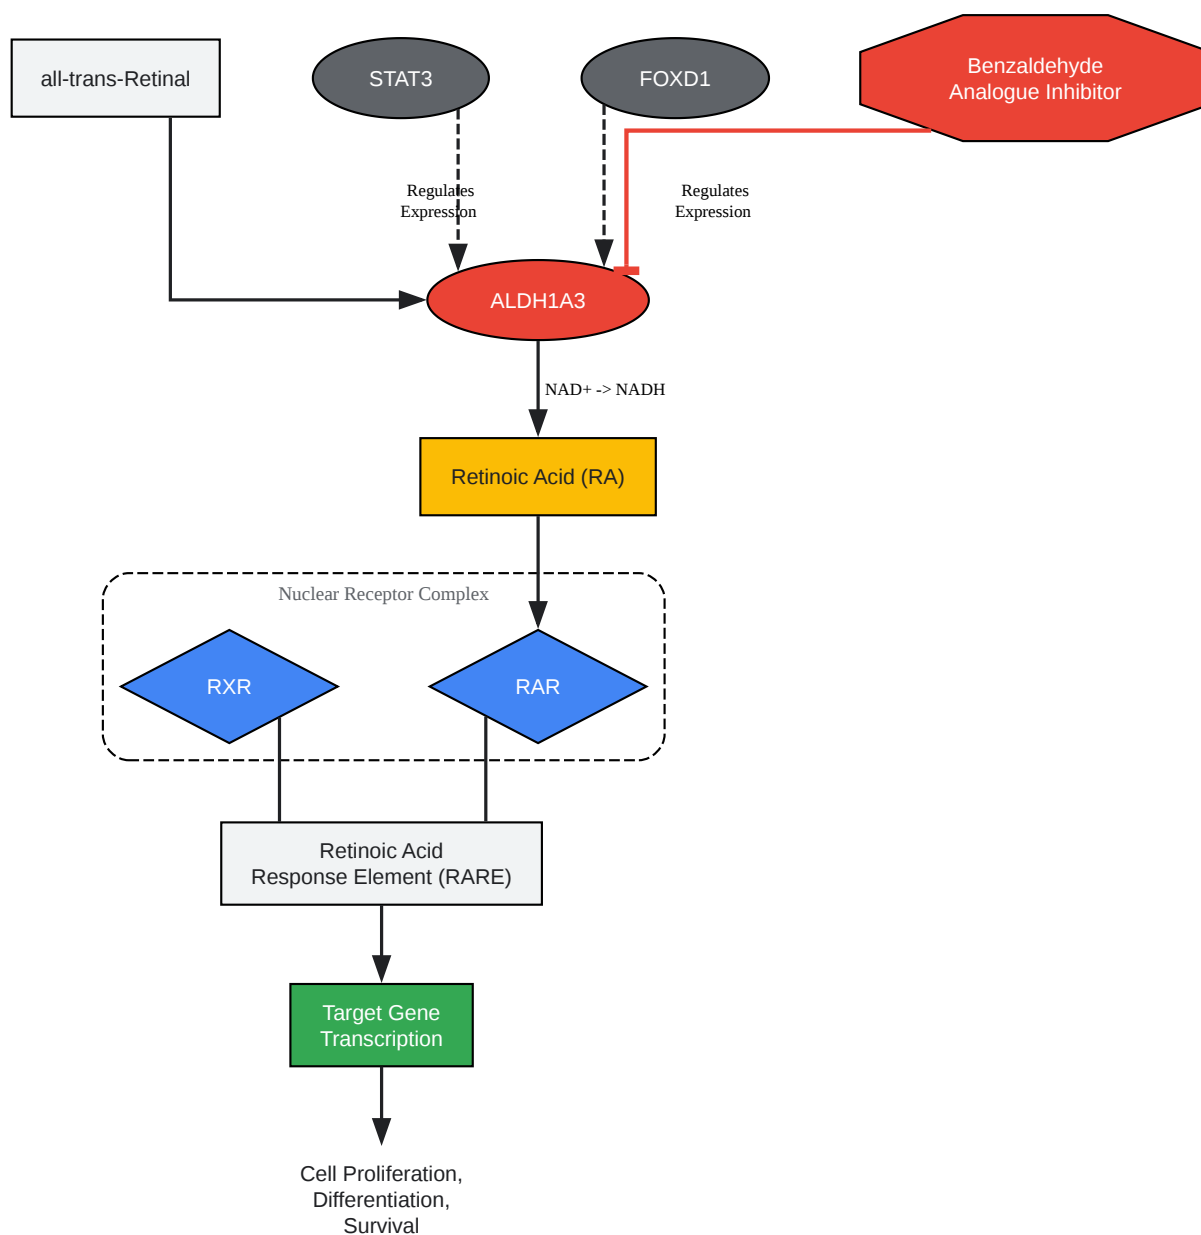 all-trans-Retinal
STAT3
FOXD1
Benzaldehyde
Analogue Inhibitor
Regulates
Expression
Regulates
Expression
ALDH1A3
NAD+ -> NADH
Retinoic Acid (RA)
Nuclear Receptor Complex
RXR
RAR
Retinoic Acid
Response Element (RARE)
Target Gene
Transcription
Cell Proliferation,
Differentiation,
Survival